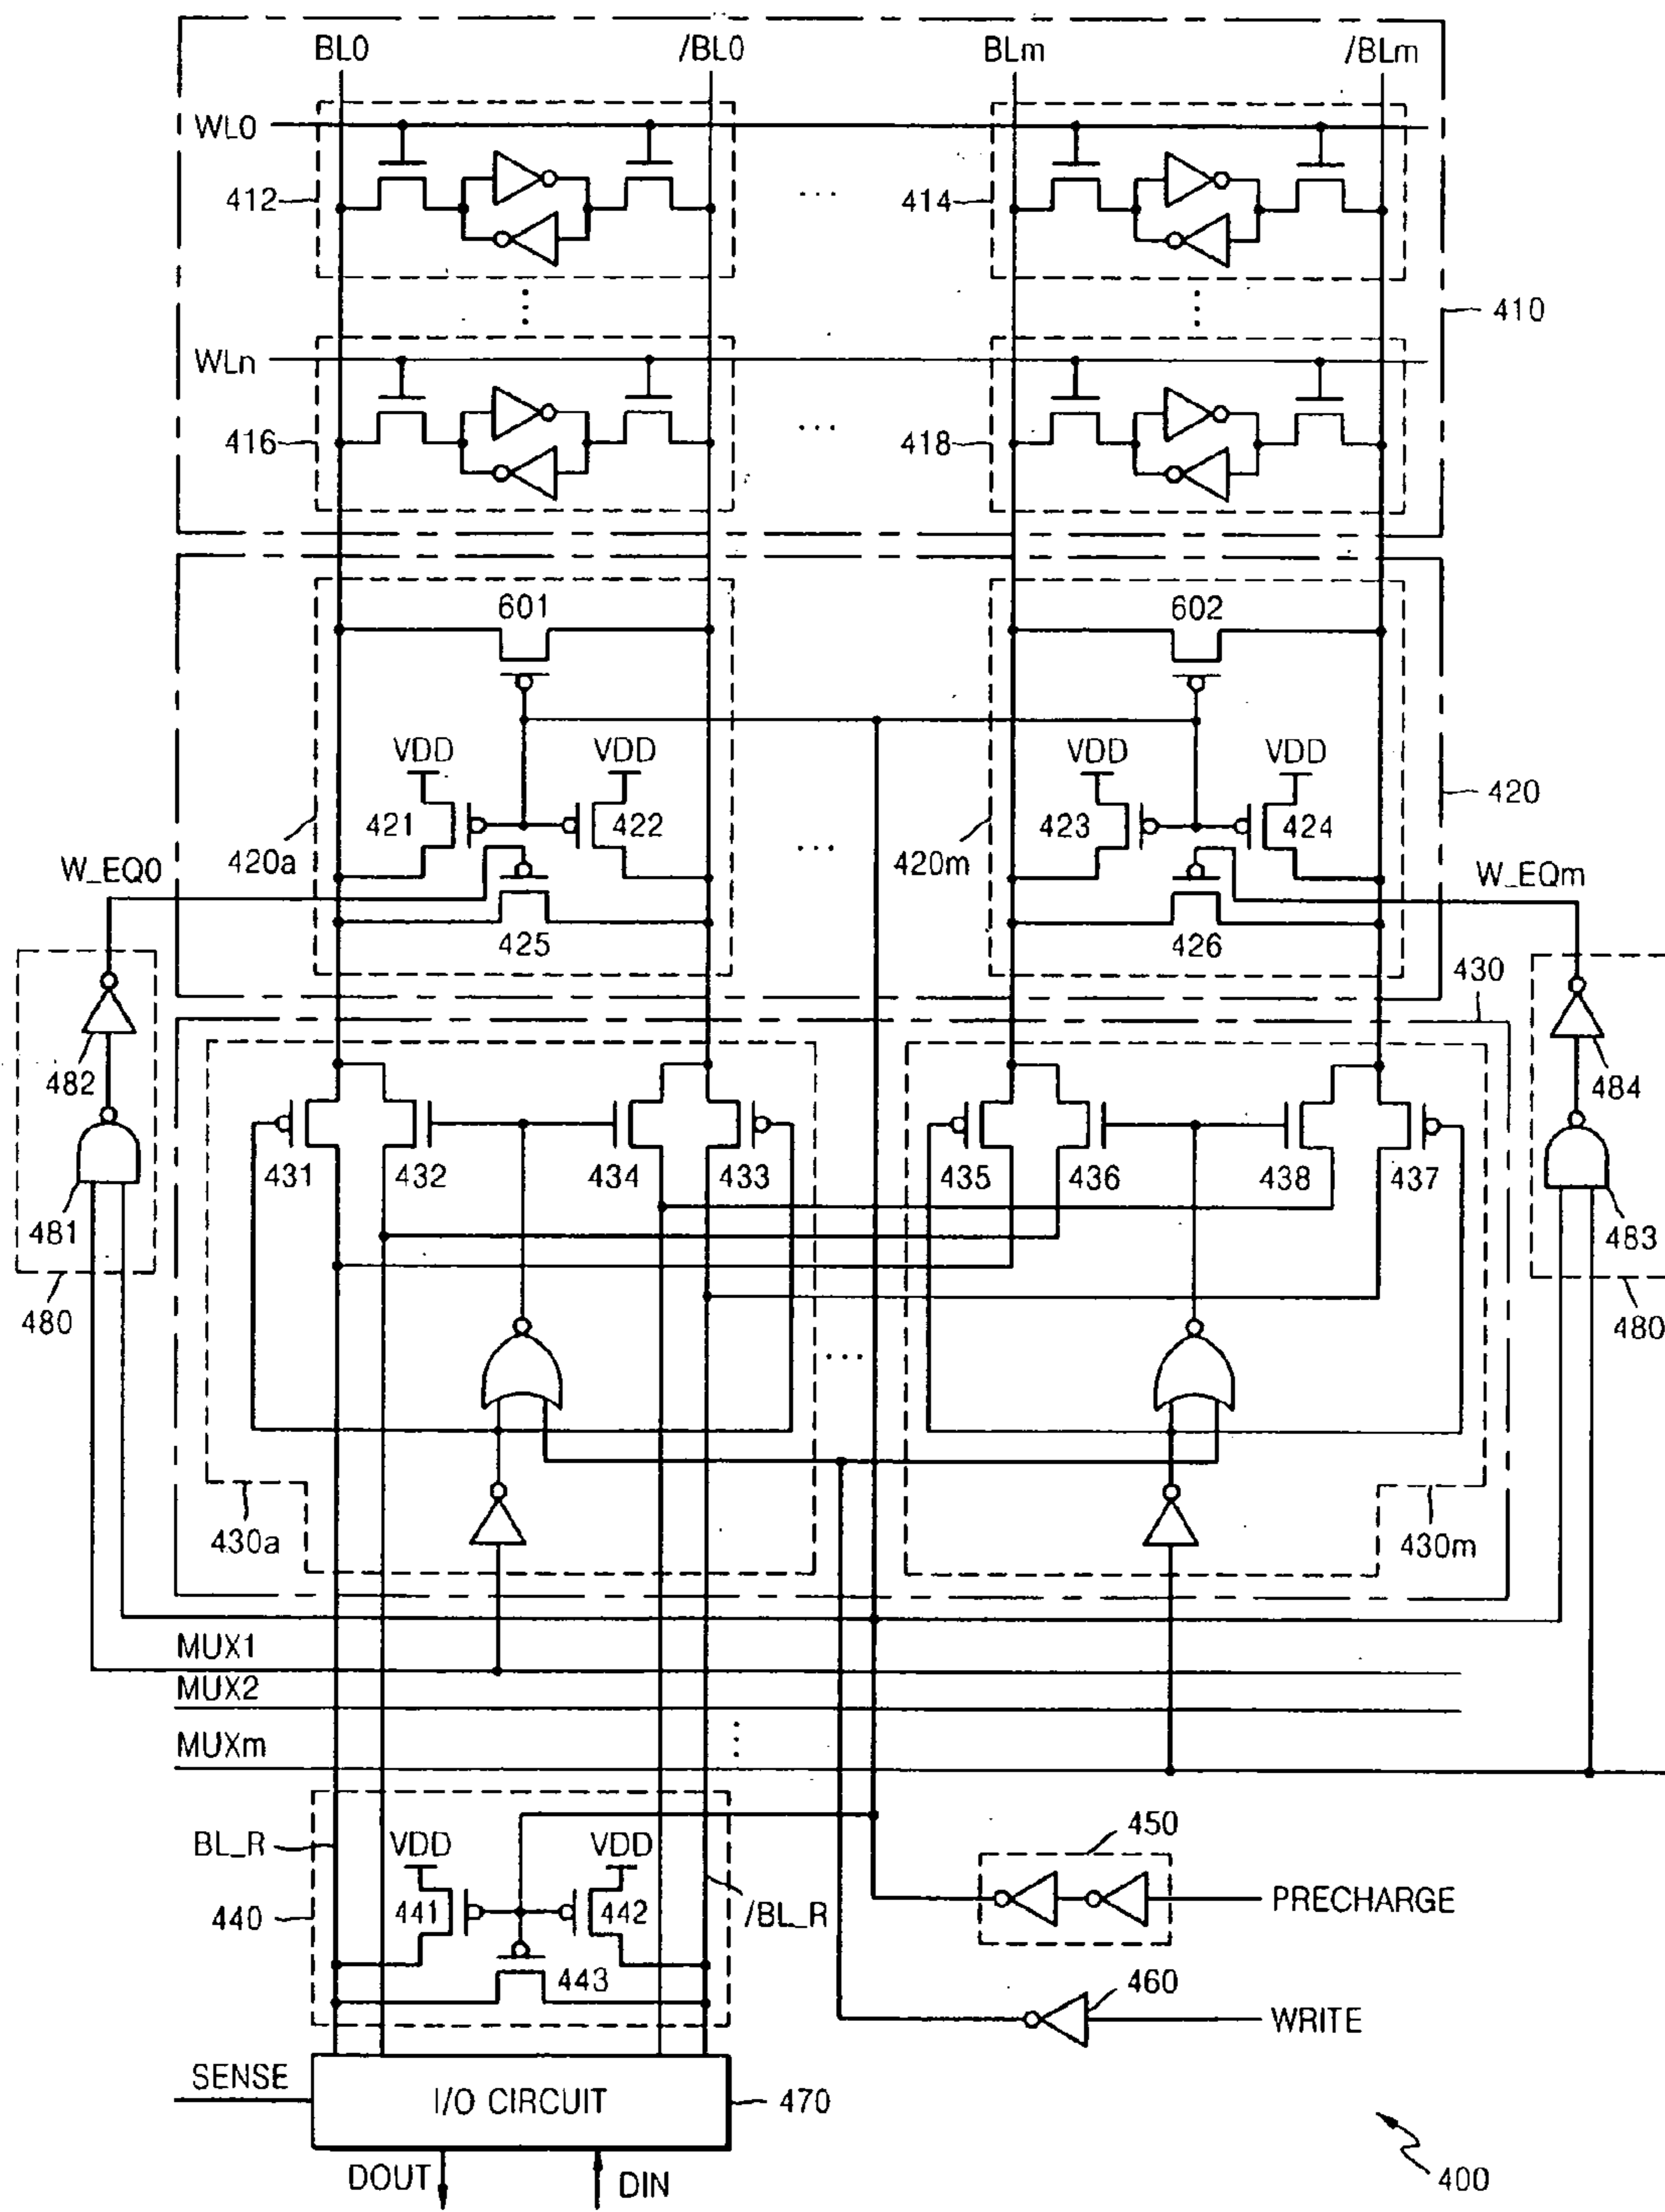 BL0 /BL0 BLm /BLm
WL0
412 414
410
WLn
416 418
601 602
VDD VDD VDD VDD
421 422 423 424
420
420a 420m
W_EQ0 W_EQm
425 426
430
482 484
431 432 434 433 435 436 438 437
481 483
480 480
430a 430m
MUX1
MUX2
MUXm
450
BL_R VDD VDD
PRECHARGE
440 441 442 /BL_R
443 460
WRITE
SENSE
I/O CIRCUIT 470
DOUT DIN
400